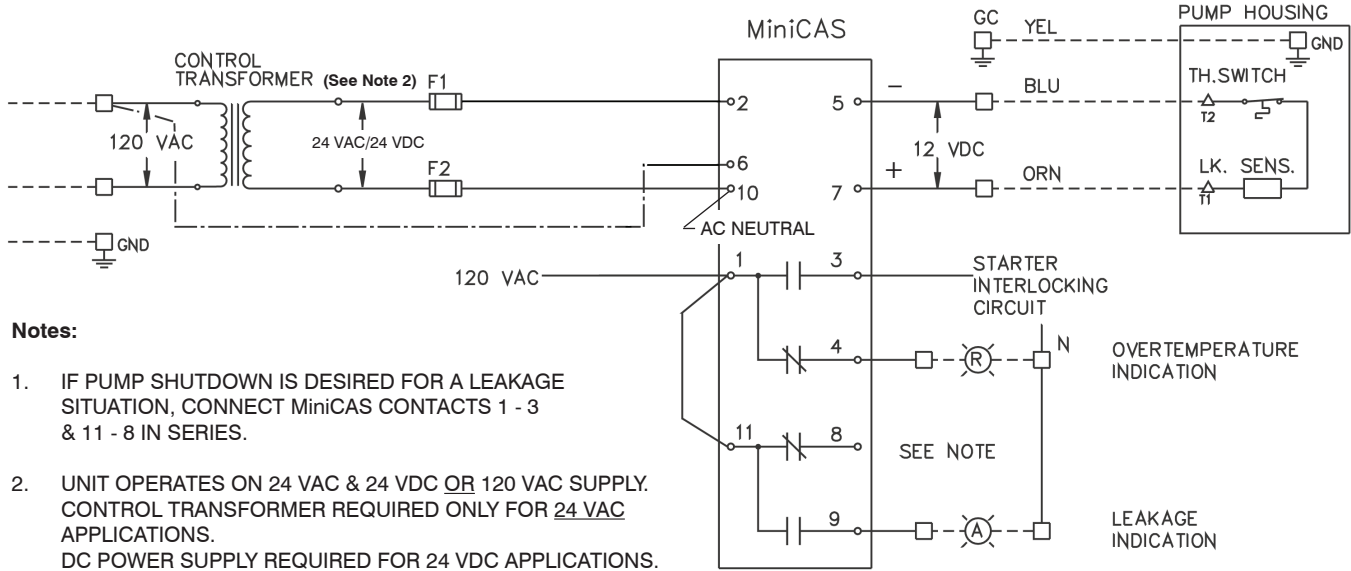 MiniCAS
PUMP HOUSING
GC
YEL
GND
CONTROL
TRANSFORMER (See Note 2)
F1
2
5
−
BLU
TH.SWITCH
T2
120 VAC
24 VAC/24 VDC
12 VDC
6
F2
10
7
+
ORN
LK. SENS.
T1
AC NEUTRAL
GND
120 VAC
1
3
STARTER
INTERLOCKING
CIRCUIT
4
R
N
OVERTEMPERATURE
INDICATION
11
8
SEE NOTE
9
A
LEAKAGE
INDICATION
Notes:
1. IF PUMP SHUTDOWN IS DESIRED FOR A LEAKAGE
SITUATION, CONNECT MiniCAS CONTACTS 1 - 3
& 11 - 8 IN SERIES.
2. UNIT OPERATES ON 24 VAC & 24 VDC OR 120 VAC SUPPLY.
CONTROL TRANSFORMER REQUIRED ONLY FOR 24 VAC
APPLICATIONS.
DC POWER SUPPLY REQUIRED FOR 24 VDC APPLICATIONS.